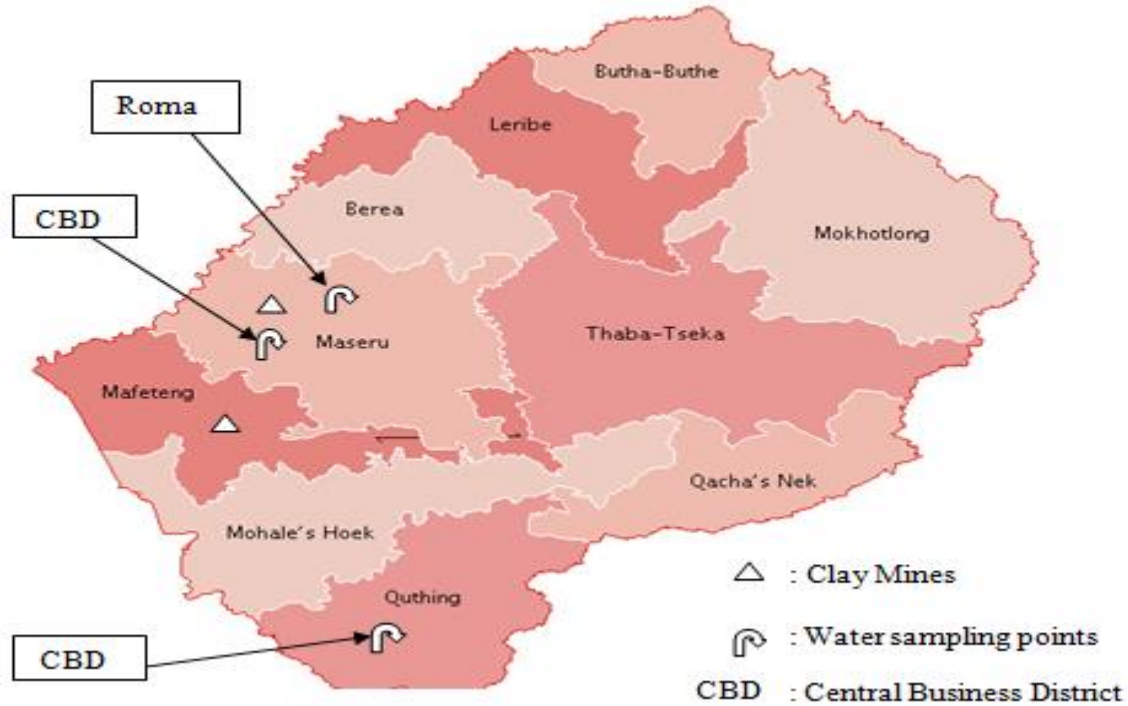 Butha-Buthe
Roma
Leribe
CBD
Berea
Mokhotlong
Thaba-Tseka
Maseru
Mafeteng
Qacha's Nek
Mohale's Hoek
Quthing
CBD
: Clay Mines
: Water sampling points
CBD : Central Business District